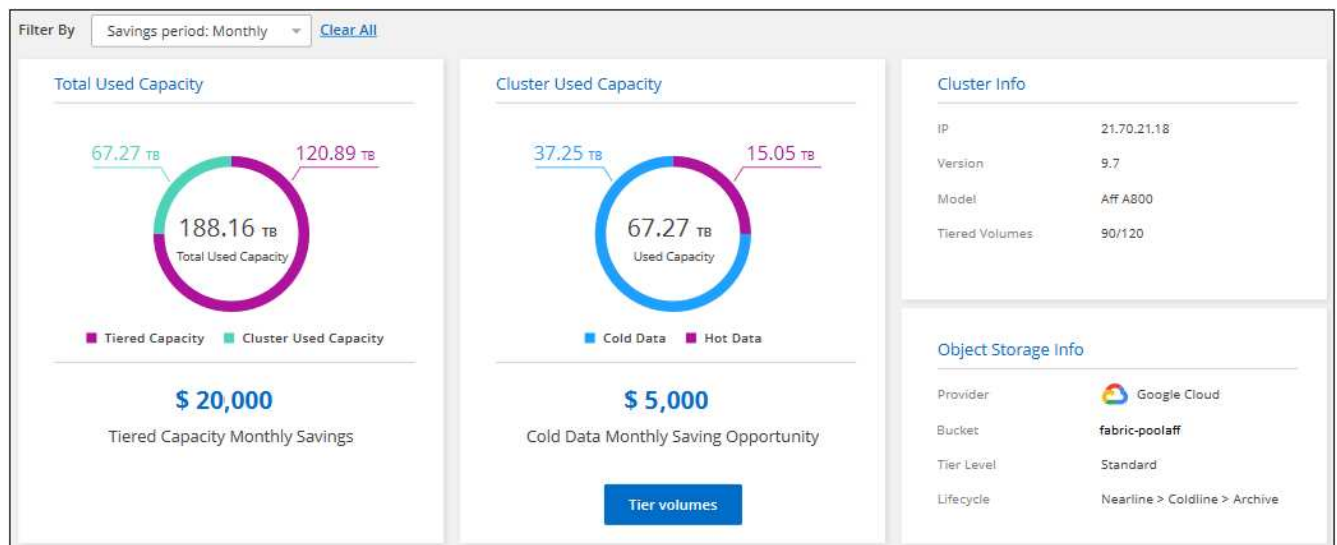 Filter By Savings period: Monthly Clear All
Total Used Capacity
67.27 TB
120.89 TB
188.16 TB
Total Used Capacity
Tiered Capacity Cluster Used Capacity
$ 20,000
Tiered Capacity Monthly Savings
Cluster Used Capacity
37.25 TB
15.05 TB
67.27 TB
Used Capacity
Cold Data Hot Data
$ 5,000
Cold Data Monthly Saving Opportunity
Tier volumes
Cluster Info
IP 21.70.21.18
Version 9.7
Model Aff A800
Tiered Volumes 90/120
Object Storage Info
Provider Google Cloud
Bucket fabric-poolaff
Tier Level Standard
Lifecycle Nearline > Coldline > Archive